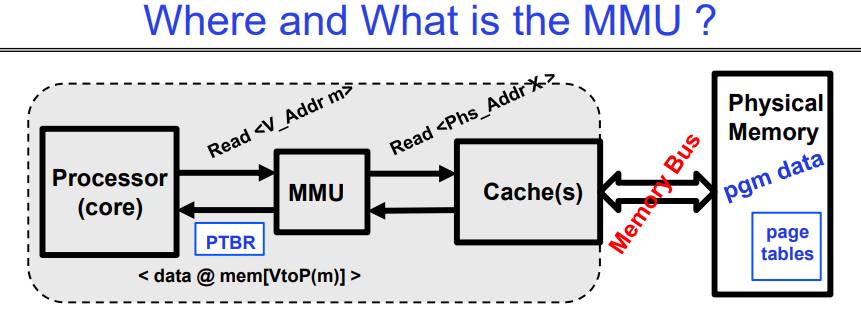 Where and What is the MMU ?
Read <V_Addr m>
Read <Phs_Addr X >
Processor
(core)
MMU
Cache(s)
PTBR
< data @ mem[VtoP(m)] >
Memory Bus
Physical
Memory
pgm data
page
tables